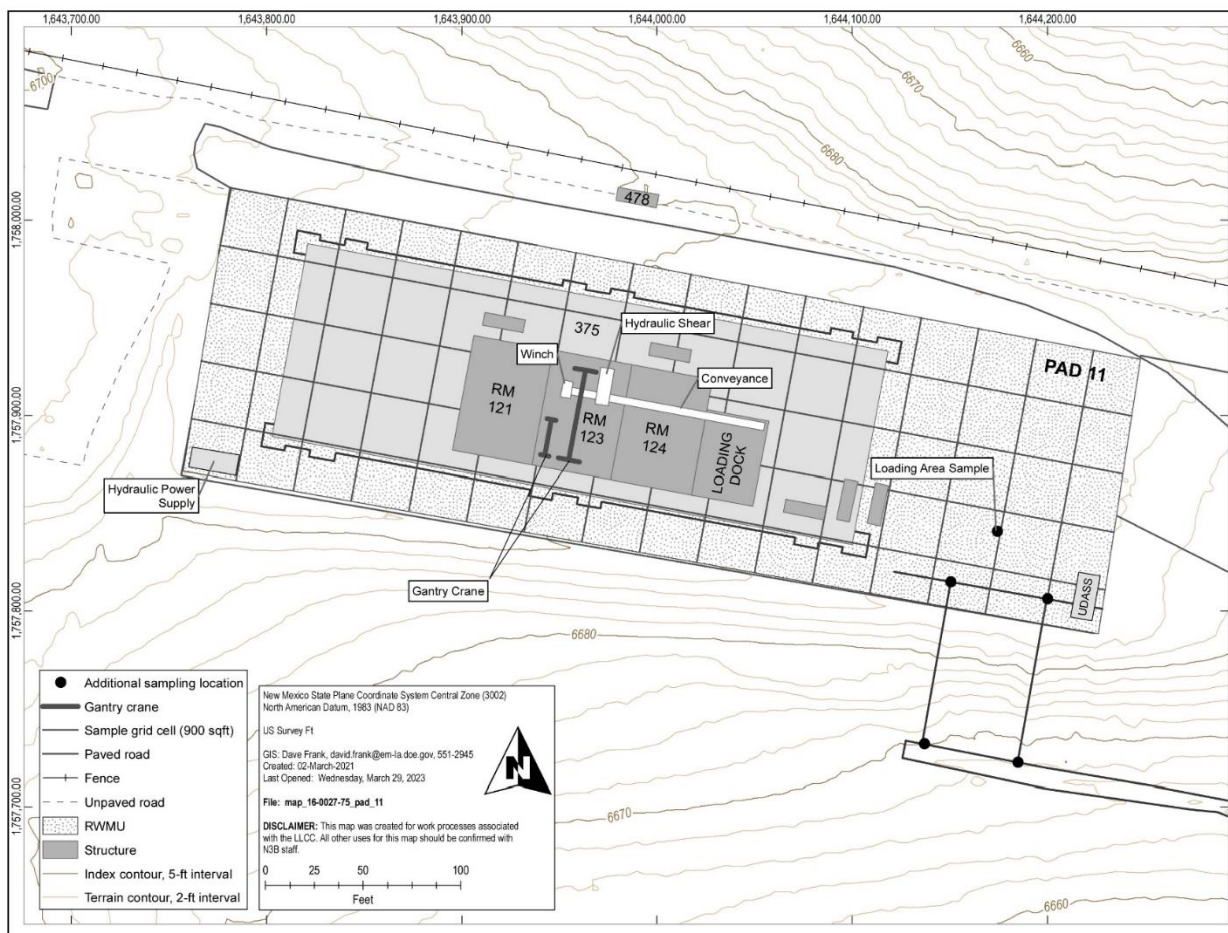 1,643,700.00
1,643,800.00
1,643,900.00
1,644,000.00
1,644,100.00
1,644,200.00
6700
6660
6670
6680
478
1,758,000.00
375
Hydraulic Shear
Winch
Conveyance
PAD 11
1,757,900.00
RM
121
RM
123
RM
124
LOADING
DOCK
Loading Area Sample
Hydraulic Power
Supply
Gantry Crane
UDASS
1,757,800.00
6680
1,757,700.00
6670
6660
Additional sampling location
Gantry crane
Sample grid cell (900 sqft)
Paved road
Fence
Unpaved road
RWMU
Structure
Index contour, 5-ft interval
Terrain contour, 2-ft interval
New Mexico State Plane Coordinate System Central Zone (3002)
North American Datum, 1983 (NAD 83)
US Survey Ft
GIS: Dave Frank, david.frank@em-la.doe.gov, 551-2945
Created: 02-March-2021
Last Opened: Wednesday, March 29, 2023
File: map_16-0027-75_pad_11
DISCLAIMER: This map was created for work processes associated
with the LLCC. All other uses for this map should be confirmed with
N3B staff.
N
0 25 50 100
Feet